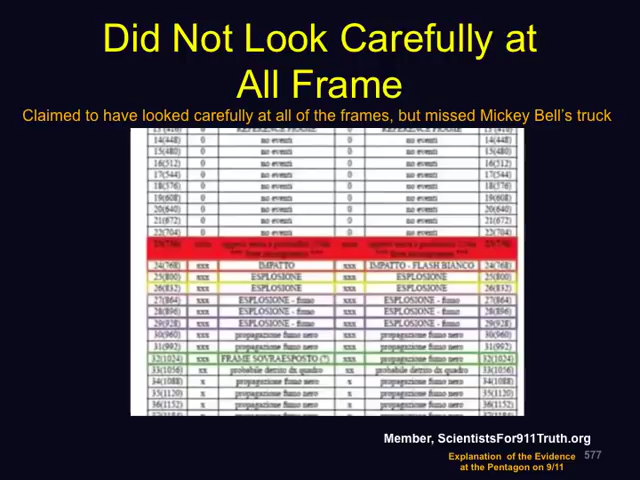 Did Not Look Carefully at
All Frame
Claimed to have looked carefully at all of the frames, but missed Mickey Bell's truck
REFERENCE FRAME REFERENCE FRAME
14(448) 0 no eventi 0 no eventi 14(448)
15(480) 0 no eventi 0 no eventi 15(480)
16(512) 0 no eventi 0 no eventi 16(512)
17(544) 0 no eventi 0 no eventi 17(544)
18(576) 0 no eventi 0 no eventi 18(576)
19(608) 0 no eventi 0 no eventi 19(608)
20(640) 0 no eventi 0 no eventi 20(640)
21(672) 0 no eventi 0 no eventi 21(672)
22(704) 0 no eventi 0 no eventi 22(704)
24(768) xxx IMPATTO xxx IMPATTO - FLASH BIANCO 24(768)
25(800) xxx ESPLOSIONE xxx ESPLOSIONE 25(800)
26(832) xxx ESPLOSIONE xxx ESPLOSIONE 26(832)
27(864) xxx ESPLOSIONE - fumo xxx ESPLOSIONE - fumo 27(864)
28(896) xxx ESPLOSIONE - fumo xxx ESPLOSIONE - fumo 28(896)
29(928) xxx ESPLOSIONE - fumo xxx ESPLOSIONE - fumo 29(928)
30(960) xxx propagazione fumo nero xxx propagazione fumo nero 30(960)
31(992) xxx propagazione fumo nero xxx propagazione fumo nero 31(992)
32(1024) xxx FRAME SOVRAESPOSTO (?) xxx propagazione fumo nero 32(1024)
33(1056) xx probabile detrito dx quadro xx propagazione fumo nero 33(1056)
34(1088) x propagazione fumo nero x propagazione fumo nero 34(1088)
35(1120) x propagazione fumo nero x propagazione fumo nero 35(1120)
36(1152) x propagazione fumo nero x propagazione fumo nero 36(1152)
Member, ScientistsFor911Truth.org
Explanation of the Evidence 577
at the Pentagon on 9/11